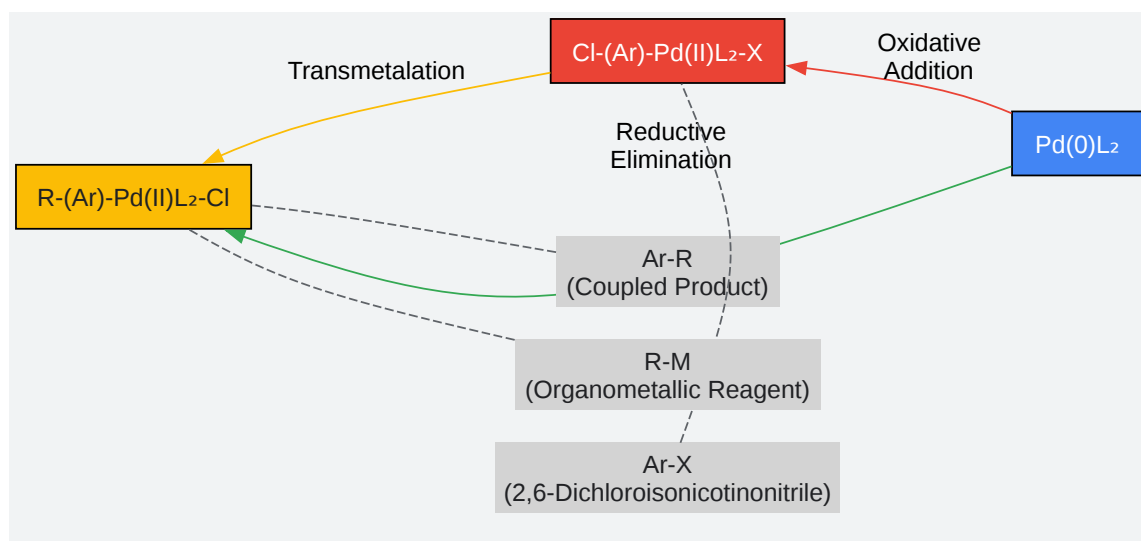 Cl-(Ar)-Pd(II)L₂-X
Oxidative
Addition
Transmetalation
Reductive
Elimination
Pd(0)L₂
R-(Ar)-Pd(II)L₂-Cl
Ar-R
(Coupled Product)
R-M
(Organometallic Reagent)
Ar-X
(2,6-Dichloroisonicotinonitrile)